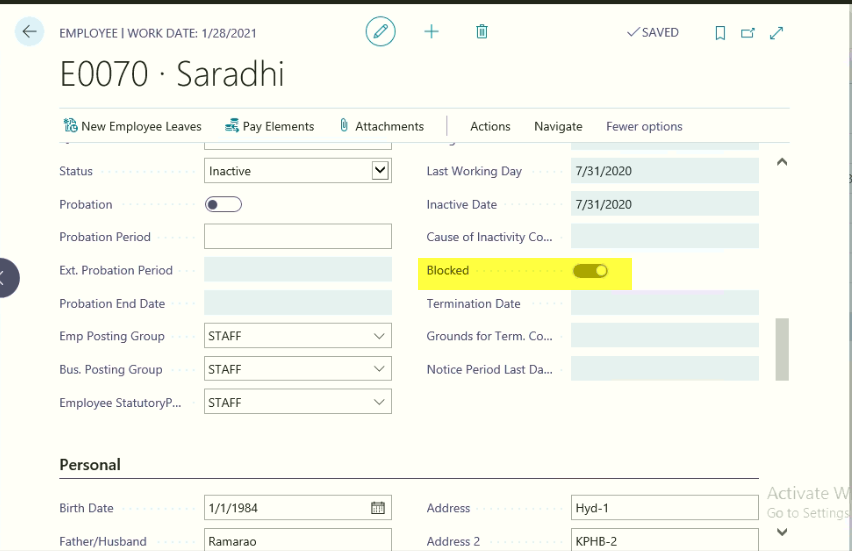 EMPLOYEE | WORK DATE: 1/28/2021
SAVED
E0070 · Saradhi
New Employee Leaves Pay Elements Attachments Actions Navigate Fewer options
Status Inactive Last Working Day 7/31/2020
Probation Inactive Date 7/31/2020
Probation Period Cause of Inactivity Co...
Ext. Probation Period Blocked
Probation End Date Termination Date
Emp Posting Group STAFF Grounds for Term. Co...
Bus. Posting Group STAFF Notice Period Last Da...
Employee StatutoryP... STAFF
Personal
Birth Date 1/1/1984 Address Hyd-1
Father/Husband Ramarao Address 2 KPHB-2
Activate W
Go to Settings